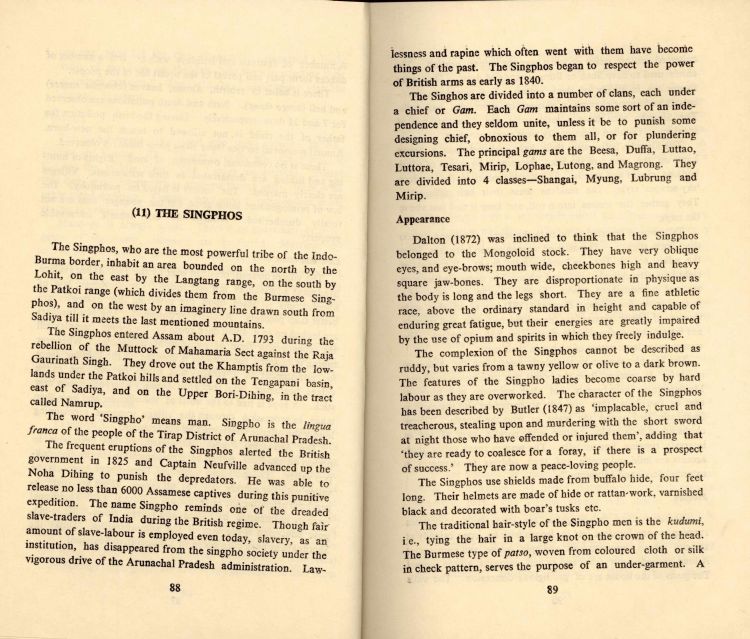 (11) THE SINGPHOS
The Singphos, who are the most powerful tribe of the Indo-
Burma border, inhabit an area bounded on the north by the
Lohit, on the east by the Langtang range, on the south by
the Patkoi range (which divides them from the Burmese Sing-
phos), and on the west by an imaginery line drawn south from
Sadiya till it meets the last mentioned mountains.
The Singphos entered Assam about A.D. 1793 during the
rebellion of the Muttock of Mahamaria Sect against the Raja
Gaurinath Singh. They drove out the Khamptis from the low-
lands under the Patkoi hills and settled on the Tengapani basin,
east of Sadiya, and on the Upper Bori-Dihing, in the tract
called Namrup.
The word 'Singpho' means man. Singpho is the lingua
franca of the people of the Tirap District of Arunachal Pradesh.
The frequent eruptions of the Singphos alerted the British
government in 1825 and Captain Neufville advanced up the
Noha Dihing to punish the depredators. He was able to
release no less than 6000 Assamese captives during this punitive
expedition. The name Singpho reminds one of the dreaded
slave-traders of India during the British regime. Though fair
amount of slave-labour is employed even today, slavery, as an
institution, has disappeared from the singpho society under the
vigorous drive of the Arunachal Pradesh administration. Law-
88
lessness and rapine which often went with them have become
things of the past. The Singphos began to respect the power
of British arms as early as 1840.
The Singhos are divided into a number of clans, each under
a chief or Gam. Each Gam maintains some sort of an inde-
pendence and they seldom unite, unless it be to punish some
designing chief, obnoxious to them all, or for plundering
excursions. The principal gams are the Beesa, Duffa, Luttao,
Luttora, Tesari, Mirip, Lophae, Lutong, and Magrong. They
are divided into 4 classes—Shangai, Myung, Lubrung and
Mirip.
Appearance
Dalton (1872) was inclined to think that the Singphos
belonged to the Mongoloid stock. They have very oblique
eyes, and eye-brows; mouth wide, cheekbones high and heavy
square jaw-bones. They are disproportionate in physique as
the body is long and the legs short. They are a fine athletic
race, above the ordinary standard in height and capable of
enduring great fatigue, but their energies are greatly impaired
by the use of opium and spirits in which they freely indulge.
The complexion of the Singphos cannot be described as
ruddy, but varies from a tawny yellow or olive to a dark brown.
The features of the Singpho ladies become coarse by hard
labour as they are overworked. The character of the Singphos
has been described by Butler (1847) as 'implacable, cruel and
treacherous, stealing upon and murdering with the short sword
at night those who have offended or injured them', adding that
'they are ready to coalesce for a foray, if there is a prospect
of success.' They are now a peace-loving people.
The Singphos use shields made from buffalo hide, four feet
long. Their helmets are made of hide or rattan-work, varnished
black and decorated with boar's tusks etc.
The traditional hair-style of the Singpho men is the kudumi,
i.e., tying the hair in a large knot on the crown of the head.
The Burmese type of patso, woven from coloured cloth or silk
in check pattern, serves the purpose of an under-garment. A
89